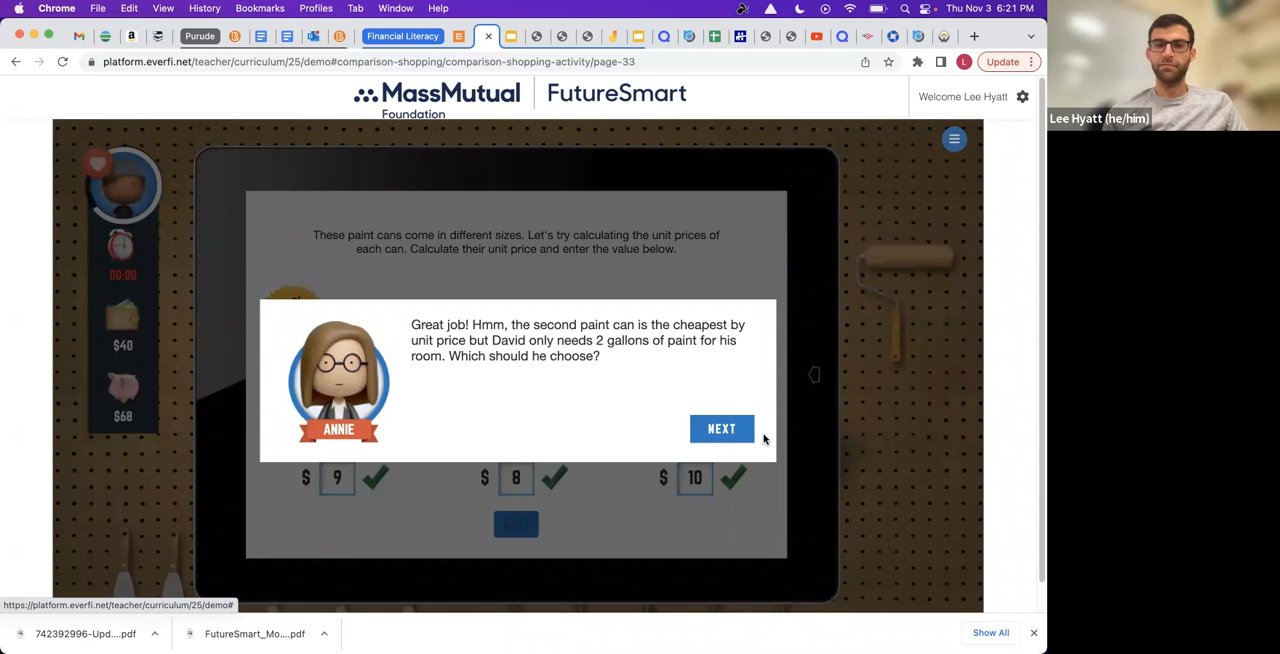 Chrome File Edit View History Bookmarks Profiles Tab Window Help
Thu Nov 3 6:21 PM
Purude
Financial Literacy
platform.everfi.net/teacher/curriculum/25/demo#comparison-shopping/comparison-shopping-activity/page-33
L
Update
MassMutual
Foundation
FutureSmart
Welcome Lee Hyatt
Lee Hyatt (he/him)
These paint cans come in different sizes. Let's try calculating the unit prices of
each can. Calculate their unit price and enter the value below.
00:00
$40
$68
Great job! Hmm, the second paint can is the cheapest by
unit price but David only needs 2 gallons of paint for his
room. Which should he choose?
ANNIE
NEXT
$ 9 $ 8 $ 10
https://platform.everfi.net/teacher/curriculum/25/demo#
742392996-Upd....pdf
FutureSmart_Mo....pdf
Show All